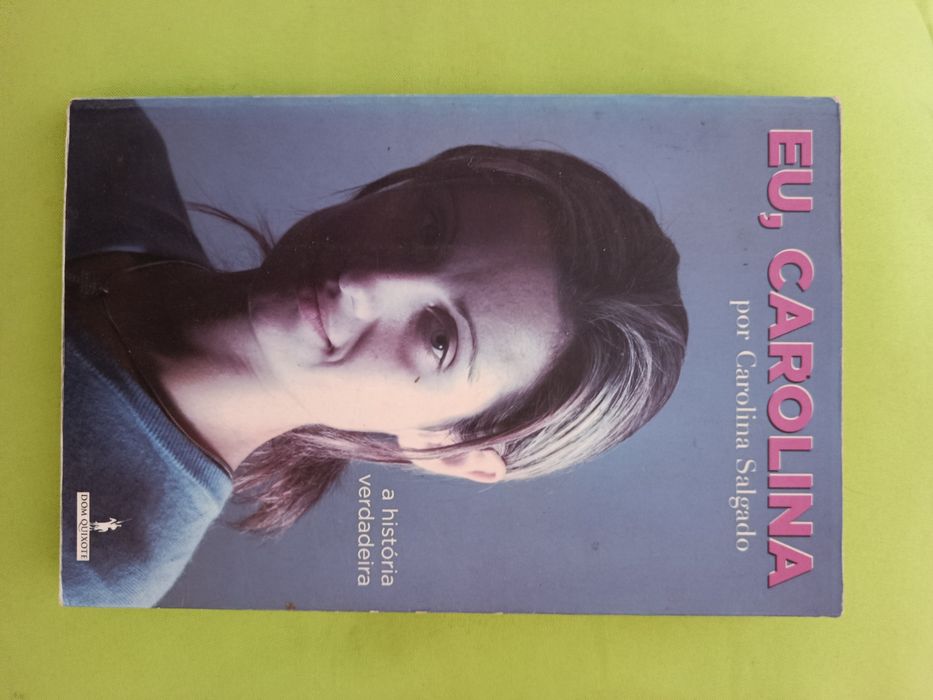 EU, CAROLINA
por Carolina Salgado
a história
verdadeira
DOM QUIXOTE